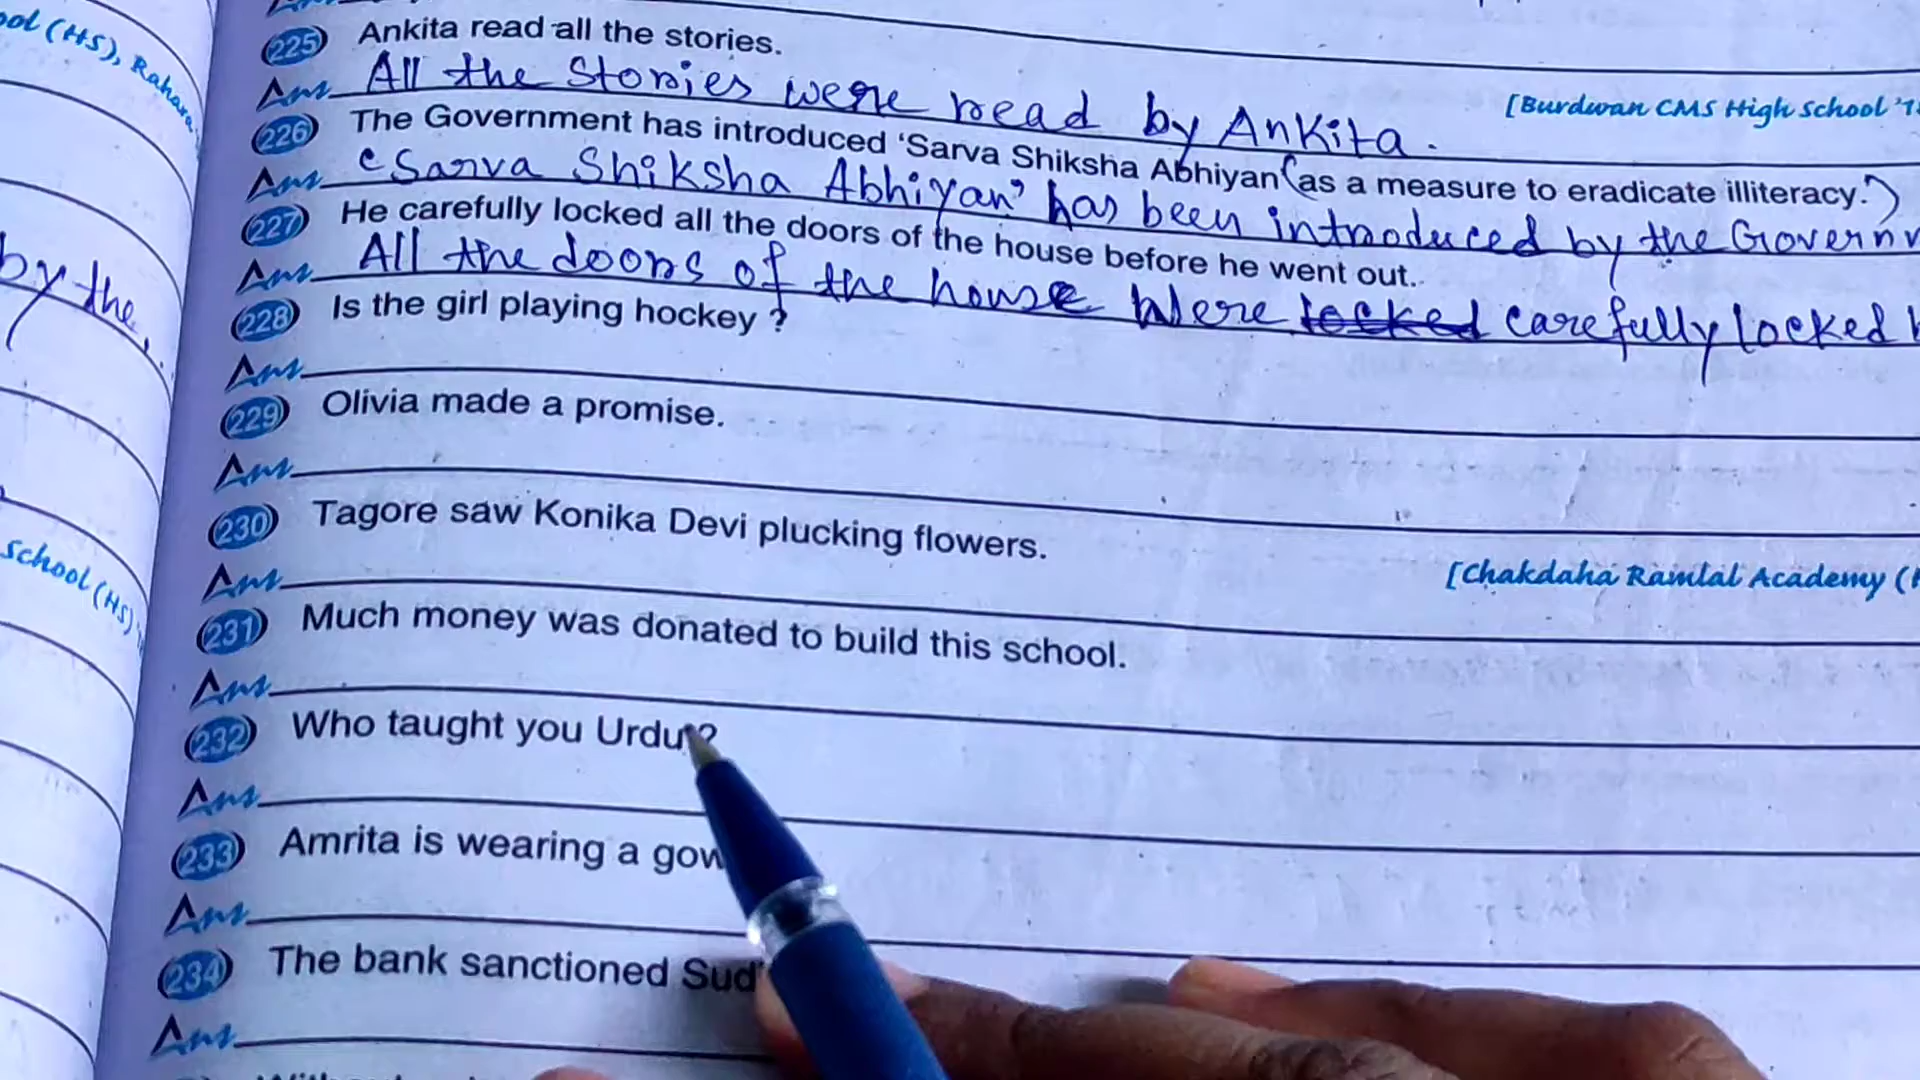 ool (HS), Rahara
225 Ankita read all the stories.
Ans All the Stories were read by Ankita.
[Burdwan CMS High School
226 The Government has introduced 'Sarva Shiksha Abhiyan (as a measure to eradicate illiteracy.')
Ans 'Sarva Shiksha Abhiyan' has been introduced by the Govern
227 He carefully locked all the doors of the house before he went out.
Ans All the doors of the house Were locked carefully locked
by the
228 Is the girl playing hockey ?
Ans
229 Olivia made a promise.
Ans
230 Tagore saw Konika Devi plucking flowers.
[Chakdaha Ramlal Academy (
Ans
School (HS)
231 Much money was donated to build this school.
Ans
232 Who taught you Urdu ?
Ans
233 Amrita is wearing a gow
Ans
234 The bank sanctioned Sud
Ans